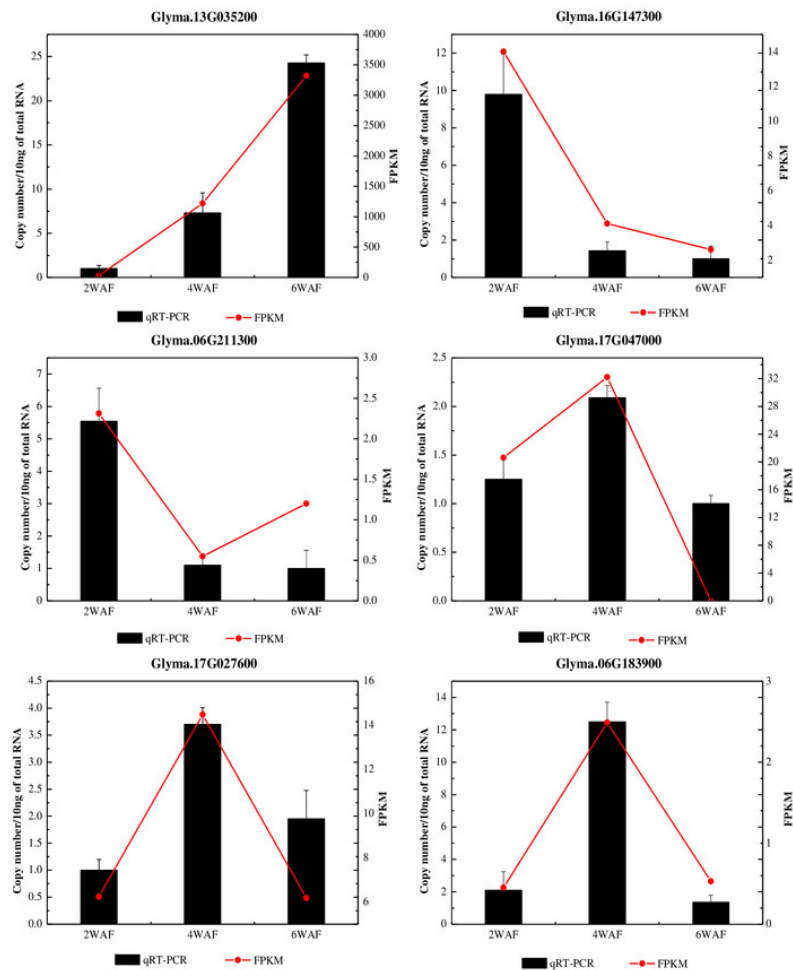 Glyma.13G035200
Copy number/10ng of total RNA
25
20
15
10
5
0
4000
3500
3000
2500
2000
1500
1000
500
0
FPKM
2WAF 4WAF 6WAF
qRT-PCR FPKM
Glyma.16G147300
Copy number/10ng of total RNA
12
10
8
6
4
2
0
14
12
10
8
6
4
2
FPKM
2WAF 4WAF 6WAF
qRT-PCR FPKM
Glyma.06G211300
Copy number/10ng of total RNA
7
6
5
4
3
2
1
0
3.0
2.5
2.0
1.5
1.0
0.5
0.0
FPKM
2WAF 4WAF 6WAF
qRT-PCR FPKM
Glyma.17G047000
Copy number/10ng of total RNA
2.5
2.0
1.5
1.0
0.5
0.0
32
28
24
20
16
12
8
4
0
FPKM
2WAF 4WAF 6WAF
qRT-PCR FPKM
Glyma.17G027600
Copy number/10ng of total RNA
4.5
4.0
3.5
3.0
2.5
2.0
1.5
1.0
0.5
0.0
16
14
12
10
8
6
FPKM
2WAF 4WAF 6WAF
qRT-PCR FPKM
Glyma.06G183900
Copy number/10ng of total RNA
14
12
10
8
6
4
2
0
3
2
1
0
FPKM
2WAF 4WAF 6WAF
qRT-PCR FPKM